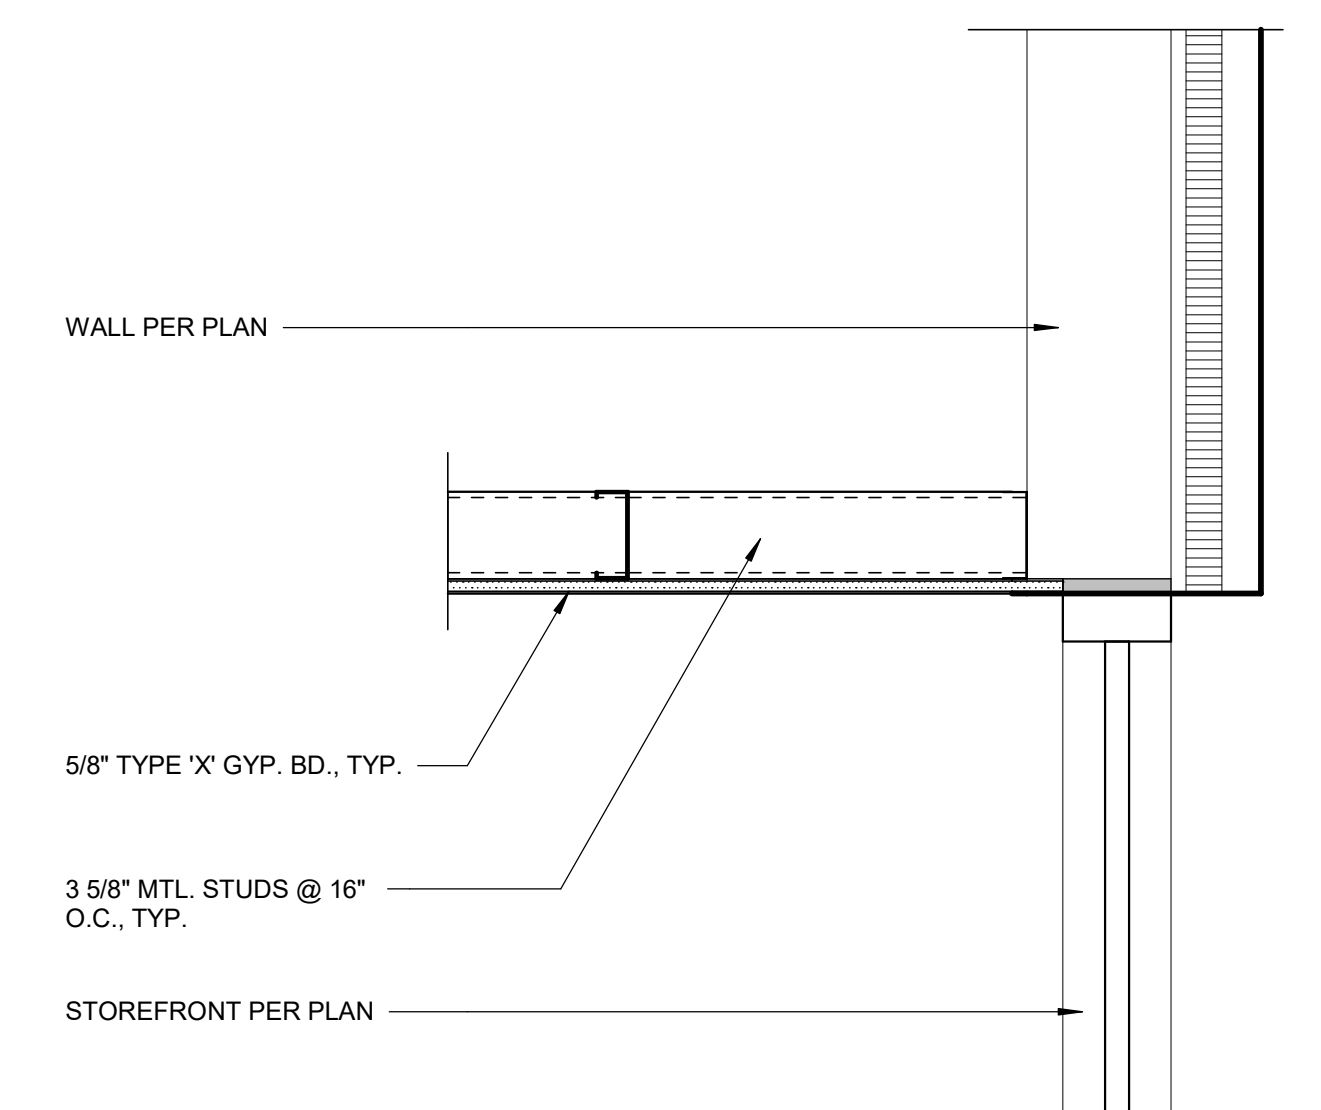 WALL PER PLAN
5/8" TYPE 'X' GYP. BD., TYP.
3 5/8" MTL. STUDS @ 16"
O.C., TYP.
STOREFRONT PER PLAN